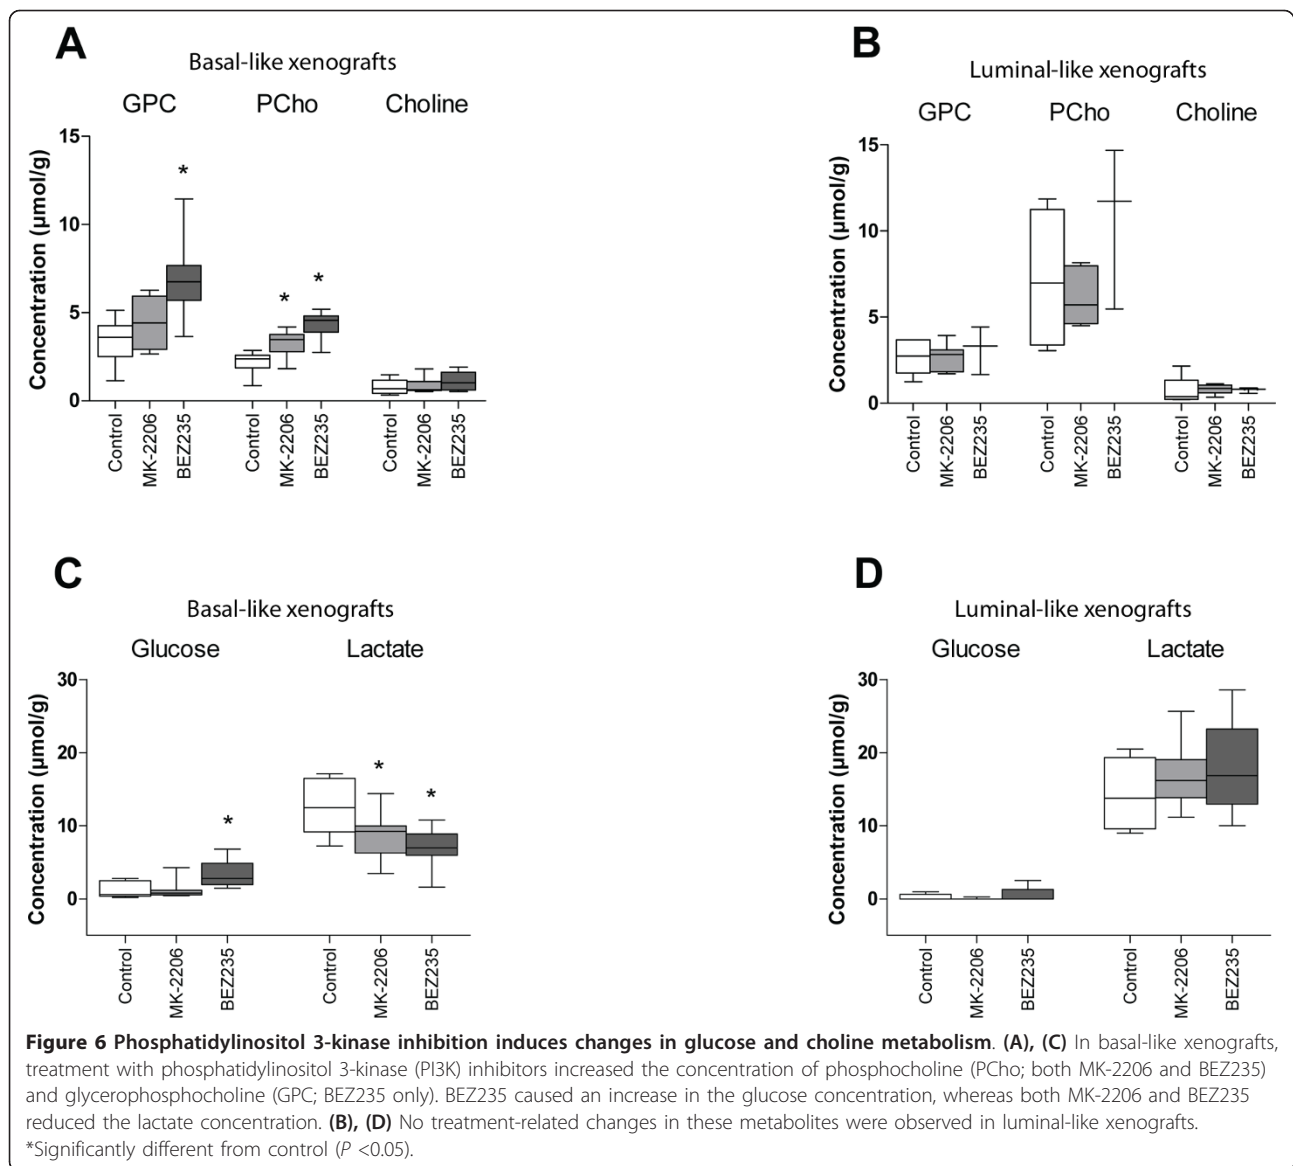 A
Basal-like xenografts
GPC PCho Choline
Concentration (µmol/g)
15
10
5
0
*
*
*
Control MK-2206 BEZ235 Control MK-2206 BEZ235 Control MK-2206 BEZ235
B
Luminal-like xenografts
GPC PCho Choline
Concentration (µmol/g)
15
10
5
0
Control MK-2206 BEZ235 Control MK-2206 BEZ235 Control MK-2206 BEZ235
C
Basal-like xenografts
Glucose Lactate
Concentration (µmol/g)
30
20
10
0
*
*
*
Control MK-2206 BEZ235 Control MK-2206 BEZ235
D
Luminal-like xenografts
Glucose Lactate
Concentration (µmol/g)
30
20
10
0
Control MK-2206 BEZ235 Control MK-2206 BEZ235
Figure 6 Phosphatidylinositol 3-kinase inhibition induces changes in glucose and choline metabolism. (A), (C) In basal-like xenografts,
treatment with phosphatidylinositol 3-kinase (PI3K) inhibitors increased the concentration of phosphocholine (PCho; both MK-2206 and BEZ235)
and glycerophosphocholine (GPC; BEZ235 only). BEZ235 caused an increase in the glucose concentration, whereas both MK-2206 and BEZ235
reduced the lactate concentration. (B), (D) No treatment-related changes in these metabolites were observed in luminal-like xenografts.
*Significantly different from control (P <0.05).